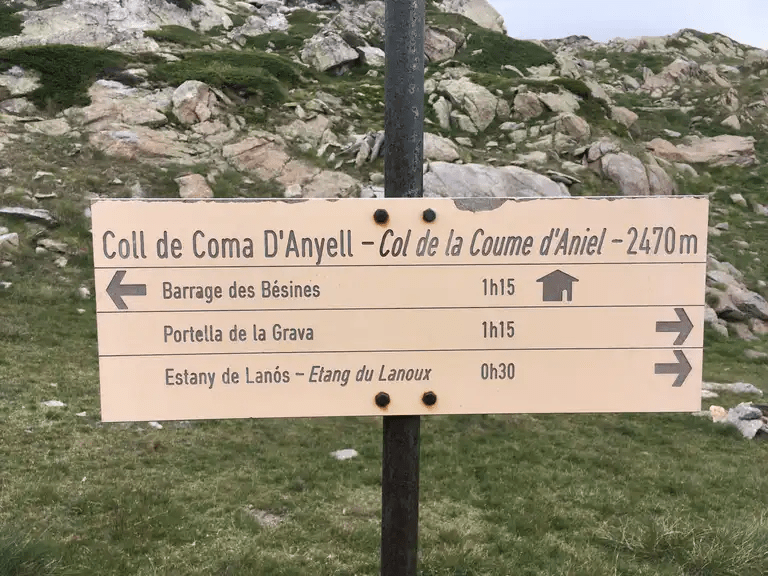 Coll de Coma D'Anyell – Col de la Coume d'Aniel – 2470m
Barrage des Bésines 1h15
Portella de la Grava 1h15
Estany de Lanós – Etang du Lanoux 0h30